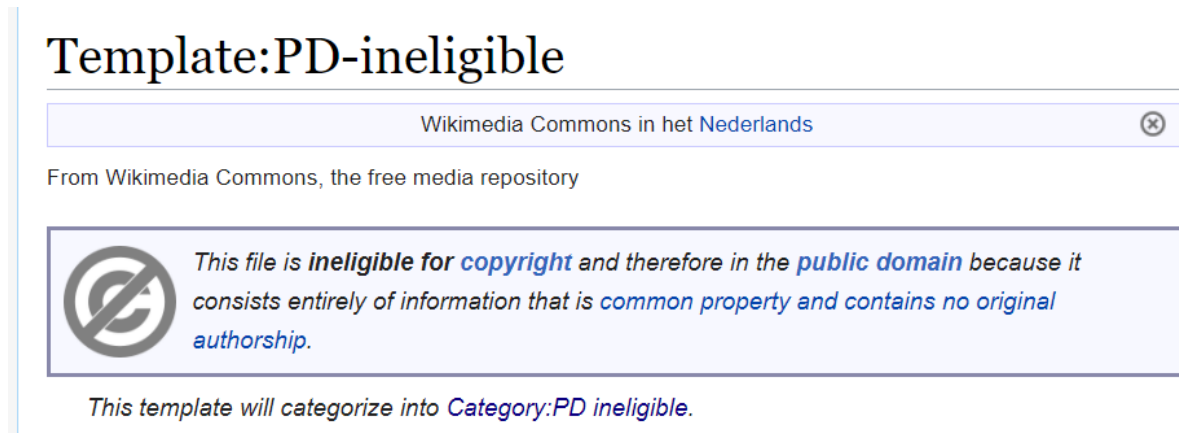 Template:PD-ineligible
Wikimedia Commons in het Nederlands
From Wikimedia Commons, the free media repository
This file is ineligible for copyright and therefore in the public domain because it
consists entirely of information that is common property and contains no original
authorship.
This template will categorize into Category:PD ineligible.